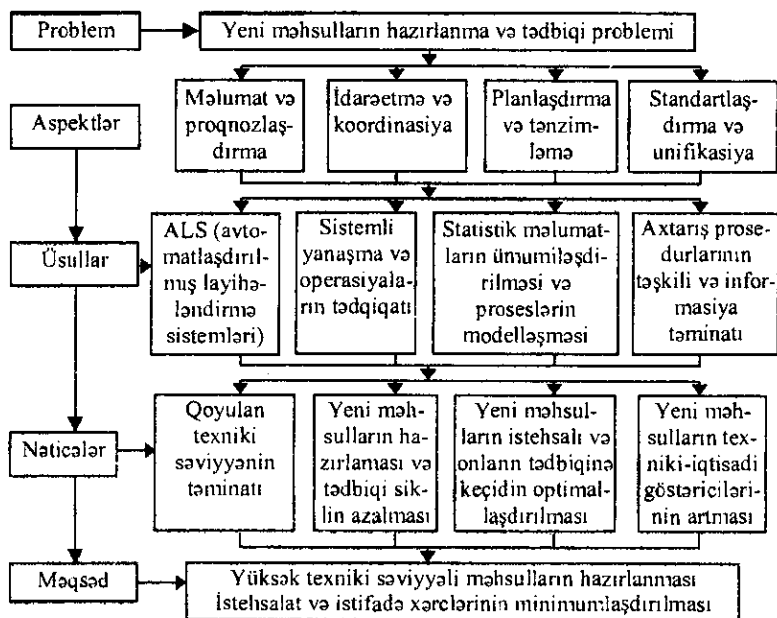 Problem
Yeni məhsulların hazırlanma və tədbiqi problemi
Aspektlər
Məlumat və
proqnozlaş-
dırma
İdarəetmə və
koordinasiya
Planlaşdırma
və tənzim-
ləmə
Standartlaş-
dırma və
unifikasiya
Üsullar
ALS (avto-
matlaşdırıl-
mış layihə-
ləndirmə
sistemləri)
Sistemli
yanaşma və
operasiyala-
rın tədqiqatı
Statistik məlumat-
ların ümumiləşdi-
rilməsi və
proseslərin
modelləşməsi
Axtarış prose-
durlarının
təşkili və infor-
masiya
təminatı
Nəticələr
Qoyulan
texniki
səviyyənin
təminatı
Yeni məh-
sulların ha-
zırlaması və
tədbiqi sik-
lin azalması
Yeni məhsul-
ların istehsalı və
onların tədbiqinə
keçidin optimal-
laşdırılması
Yeni məh-
sulların tex-
niki-iqtisadi
göstəricilərı-
nin artması
Məqsəd
Yüksək texniki səviyyəli məhsulların hazırlanması
İstehsalat və istifadə xərclərinin minimumlaşdırılması